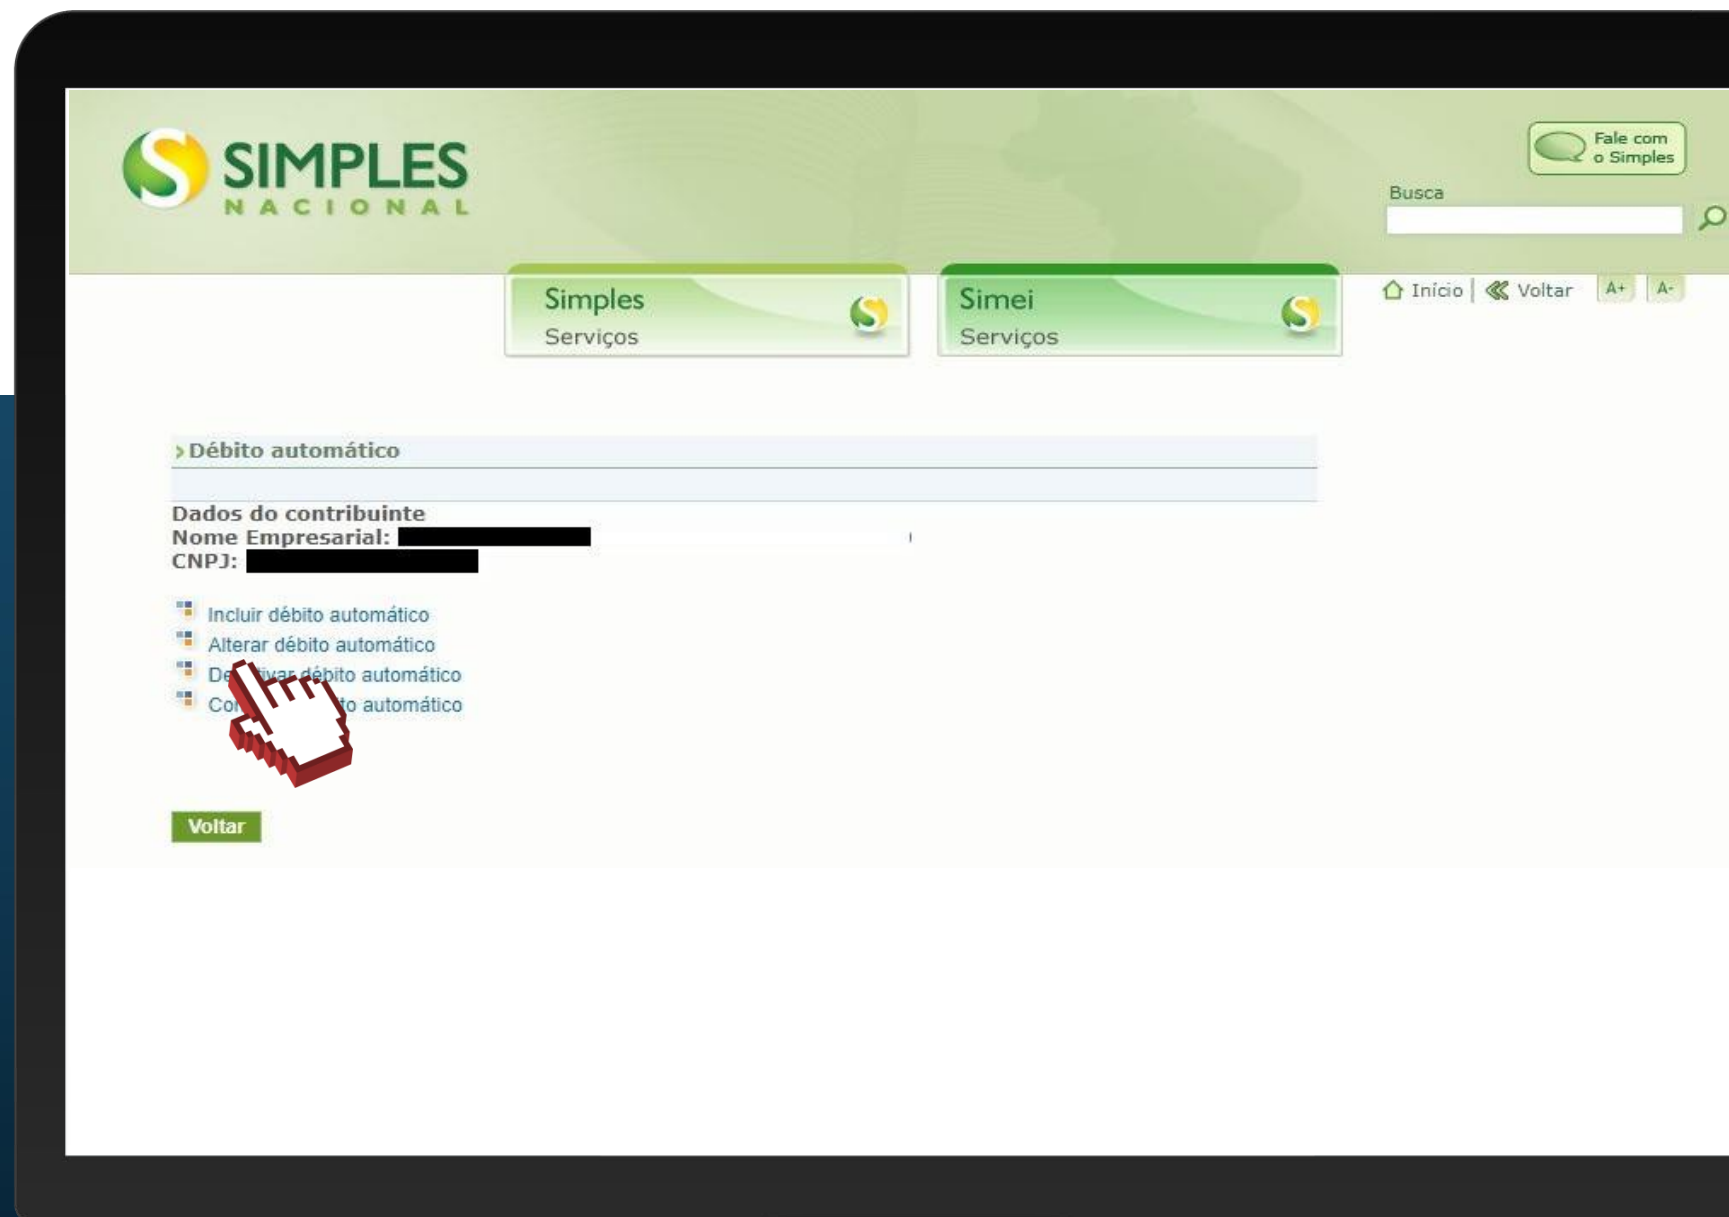 SIMPLES
NACIONAL
Fale com
o Simples
Busca
Simples
Serviços
Simei
Serviços
Início
Voltar
A+
A-
Débito automático
Dados do contribuinte
Nome Empresarial:
CNPJ:
Incluir débito automático
Alterar débito automático
débito automático
automático
Voltar